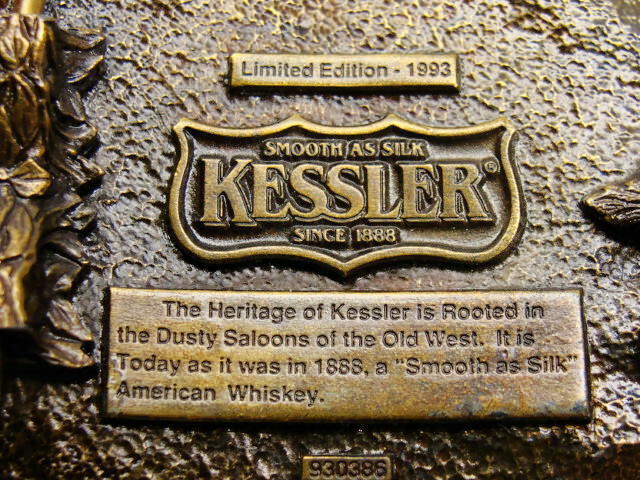 Limited Edition - 1993
SMOOTH AS SILK
KESSLER®
SINCE 1888
The Heritage of Kessler is Rooted in
the Dusty Saloons of the Old West. It is
Today as it was in 1888, a "Smooth as Silk"
American Whiskey.
930386